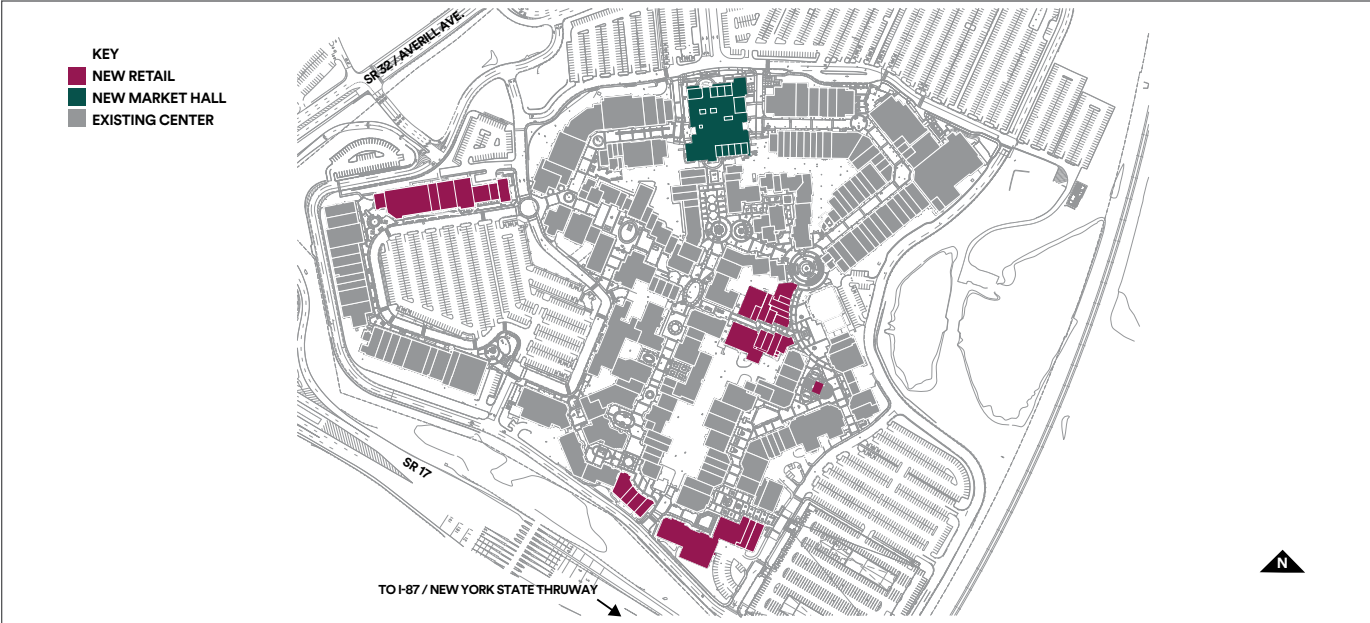 KEY
NEW RETAIL
NEW MARKET HALL
EXISTING CENTER
SR 32 / AVERILL AVE.
SR 17
TO I-87 / NEW YORK STATE THRUWAY
N